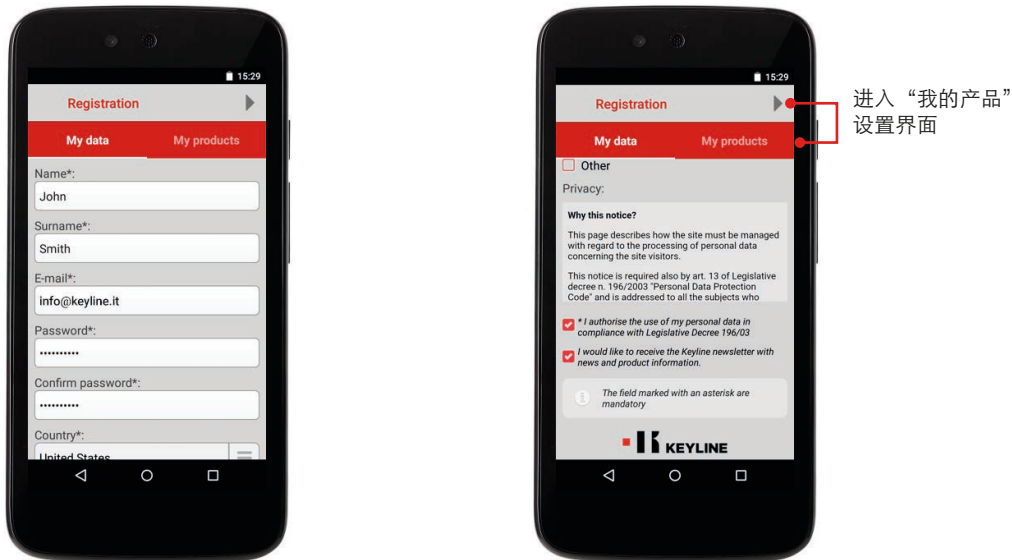 15:29
Registration
My data My products
Name*:
John
Surname*:
Smith
E-mail*:
info@keyline.it
Password*:
••••••••••
Confirm password*:
••••••••••
Country*:
United States
15:29
Registration
My data My products
Other
Privacy:
Why this notice?
This page describes how the site must be managed
with regard to the processing of personal data
concerning the site visitors.
This notice is required also by art. 13 of Legislative
decree n. 196/2003 "Personal Data Protection
Code" and is addressed to all the subjects who
* I authorise the use of my personal data in
compliance with Legislative Decree 196/03
I would like to receive the Keyline newsletter with
news and product information.
The field marked with an asterisk are
mandatory
KEYLINE
进入“我的产品”
设置界面